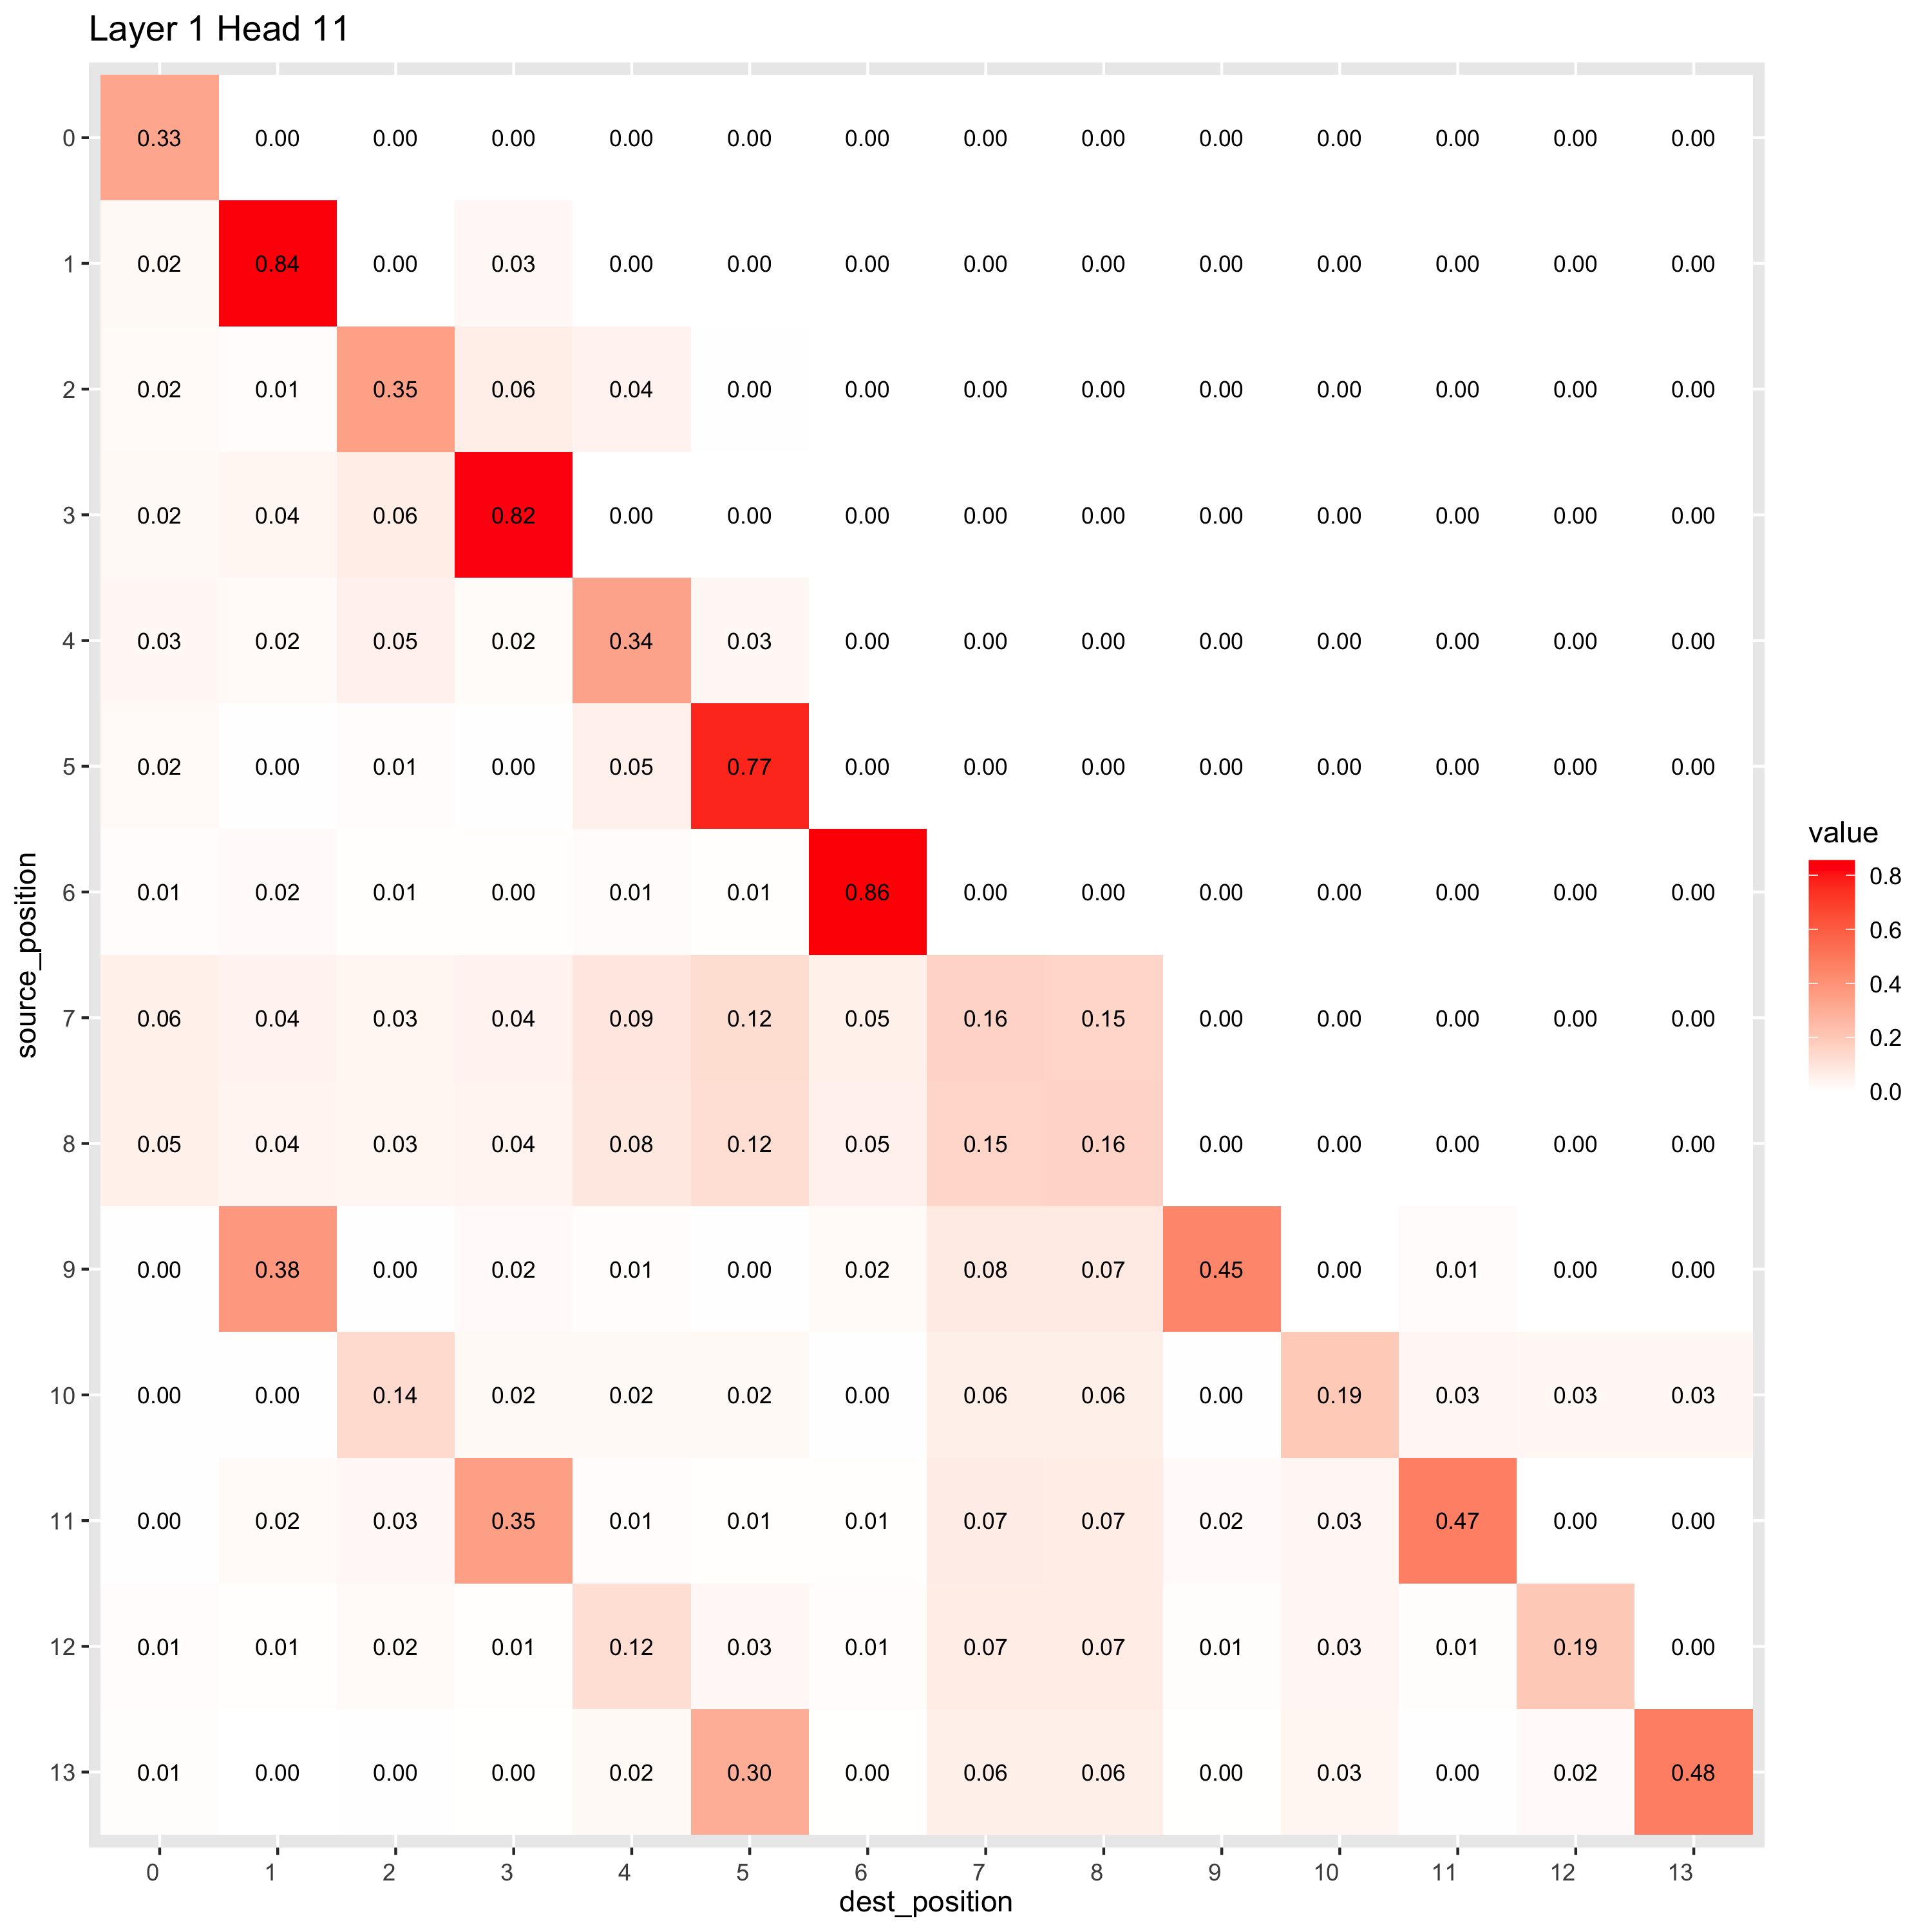 Layer 1 Head 11
0 0.33 0.00 0.00 0.00 0.00 0.00 0.00 0.00 0.00 0.00 0.00 0.00 0.00 0.00
1 0.02 0.84 0.00 0.03 0.00 0.00 0.00 0.00 0.00 0.00 0.00 0.00 0.00 0.00
2 0.02 0.01 0.35 0.06 0.04 0.00 0.00 0.00 0.00 0.00 0.00 0.00 0.00 0.00
3 0.02 0.04 0.06 0.82 0.00 0.00 0.00 0.00 0.00 0.00 0.00 0.00 0.00 0.00
4 0.03 0.02 0.05 0.02 0.34 0.03 0.00 0.00 0.00 0.00 0.00 0.00 0.00 0.00
5 0.02 0.00 0.01 0.00 0.05 0.77 0.00 0.00 0.00 0.00 0.00 0.00 0.00 0.00
6 0.01 0.02 0.01 0.00 0.01 0.01 0.86 0.00 0.00 0.00 0.00 0.00 0.00 0.00
7 0.06 0.04 0.03 0.04 0.09 0.12 0.05 0.16 0.15 0.00 0.00 0.00 0.00 0.00
8 0.05 0.04 0.03 0.04 0.08 0.12 0.05 0.15 0.16 0.00 0.00 0.00 0.00 0.00
9 0.00 0.38 0.00 0.02 0.01 0.00 0.02 0.08 0.07 0.45 0.00 0.01 0.00 0.00
10 0.00 0.00 0.14 0.02 0.02 0.02 0.00 0.06 0.06 0.00 0.19 0.03 0.03 0.03
11 0.00 0.02 0.03 0.35 0.01 0.01 0.01 0.07 0.07 0.02 0.03 0.47 0.00 0.00
12 0.01 0.01 0.02 0.01 0.12 0.03 0.01 0.07 0.07 0.01 0.03 0.01 0.19 0.00
13 0.01 0.00 0.00 0.00 0.02 0.30 0.00 0.06 0.06 0.00 0.03 0.00 0.02 0.48
0 1 2 3 4 5 6 7 8 9 10 11 12 13
dest_position
source_position
value
0.8
0.6
0.4
0.2
0.0